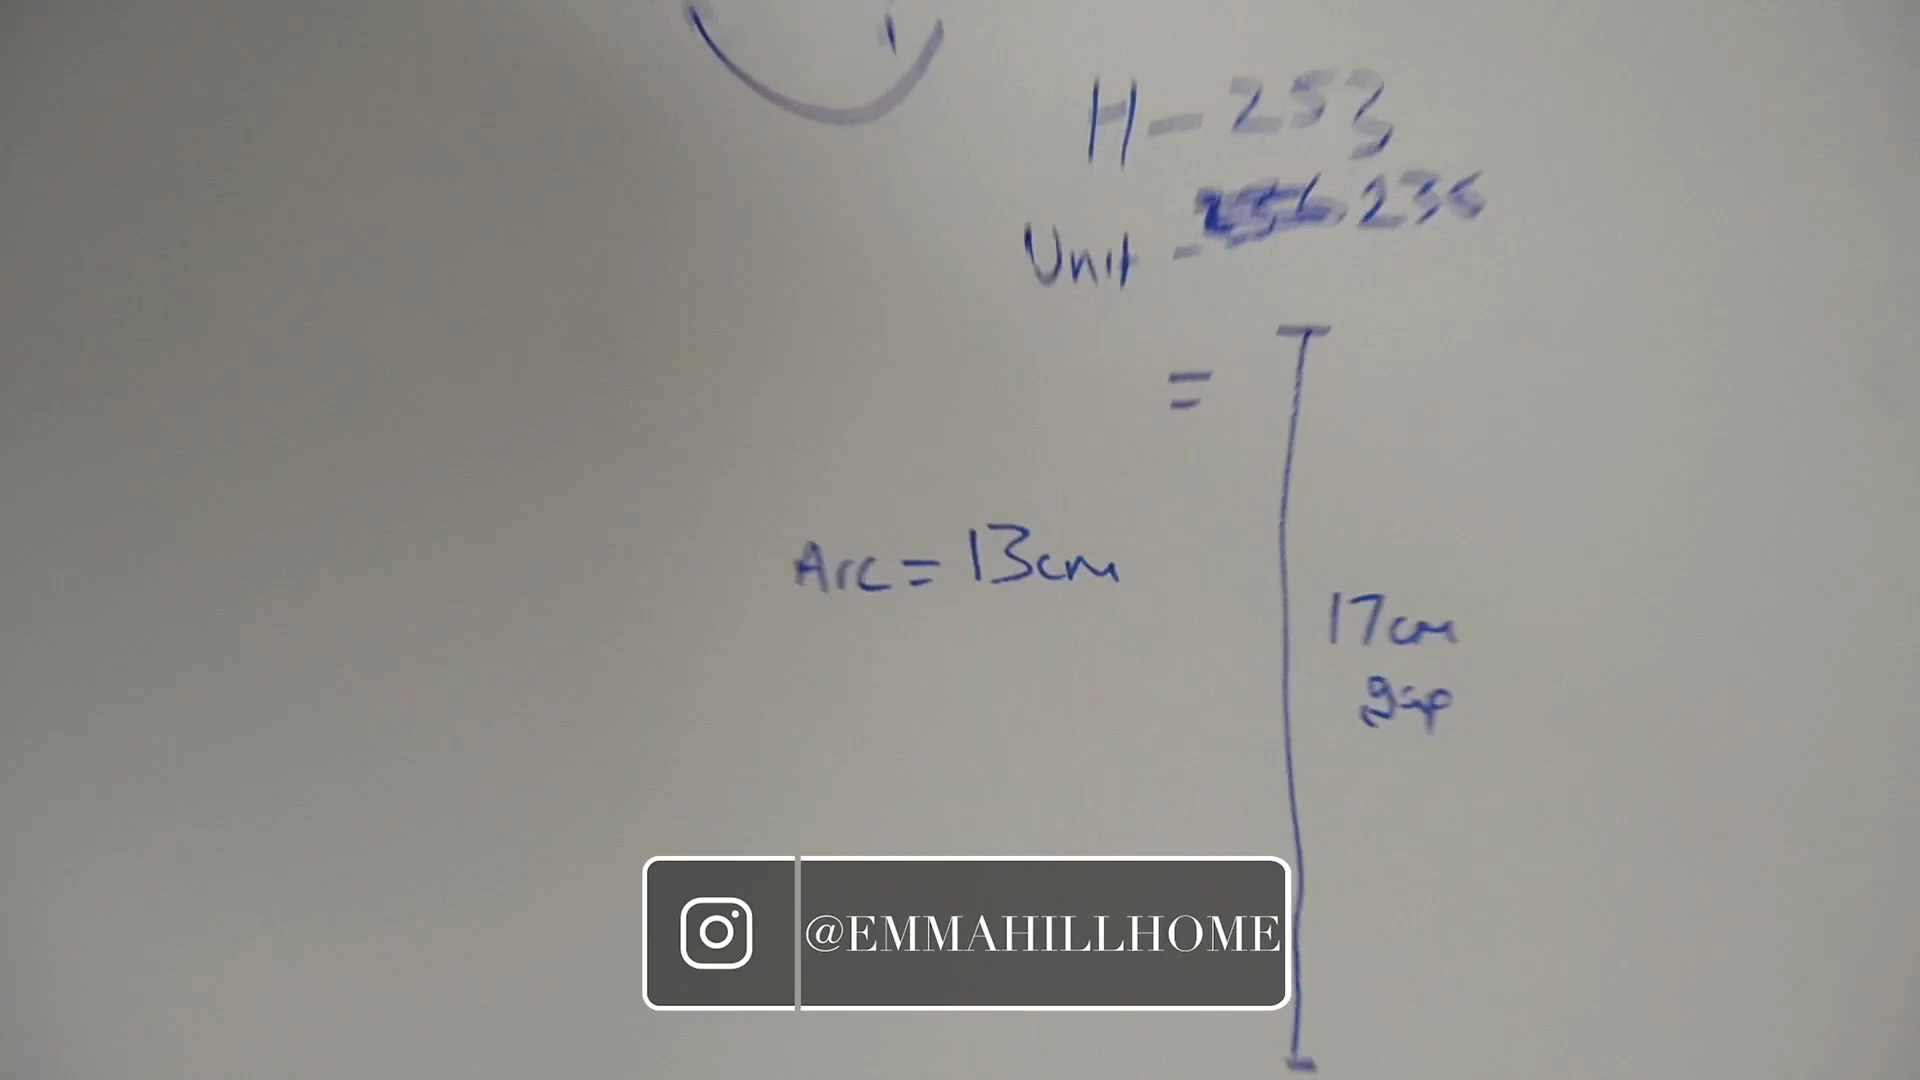 H - 253
Unit - 236
=
Arc = 13cm
17cm
gap
@EMMAHILLHOME